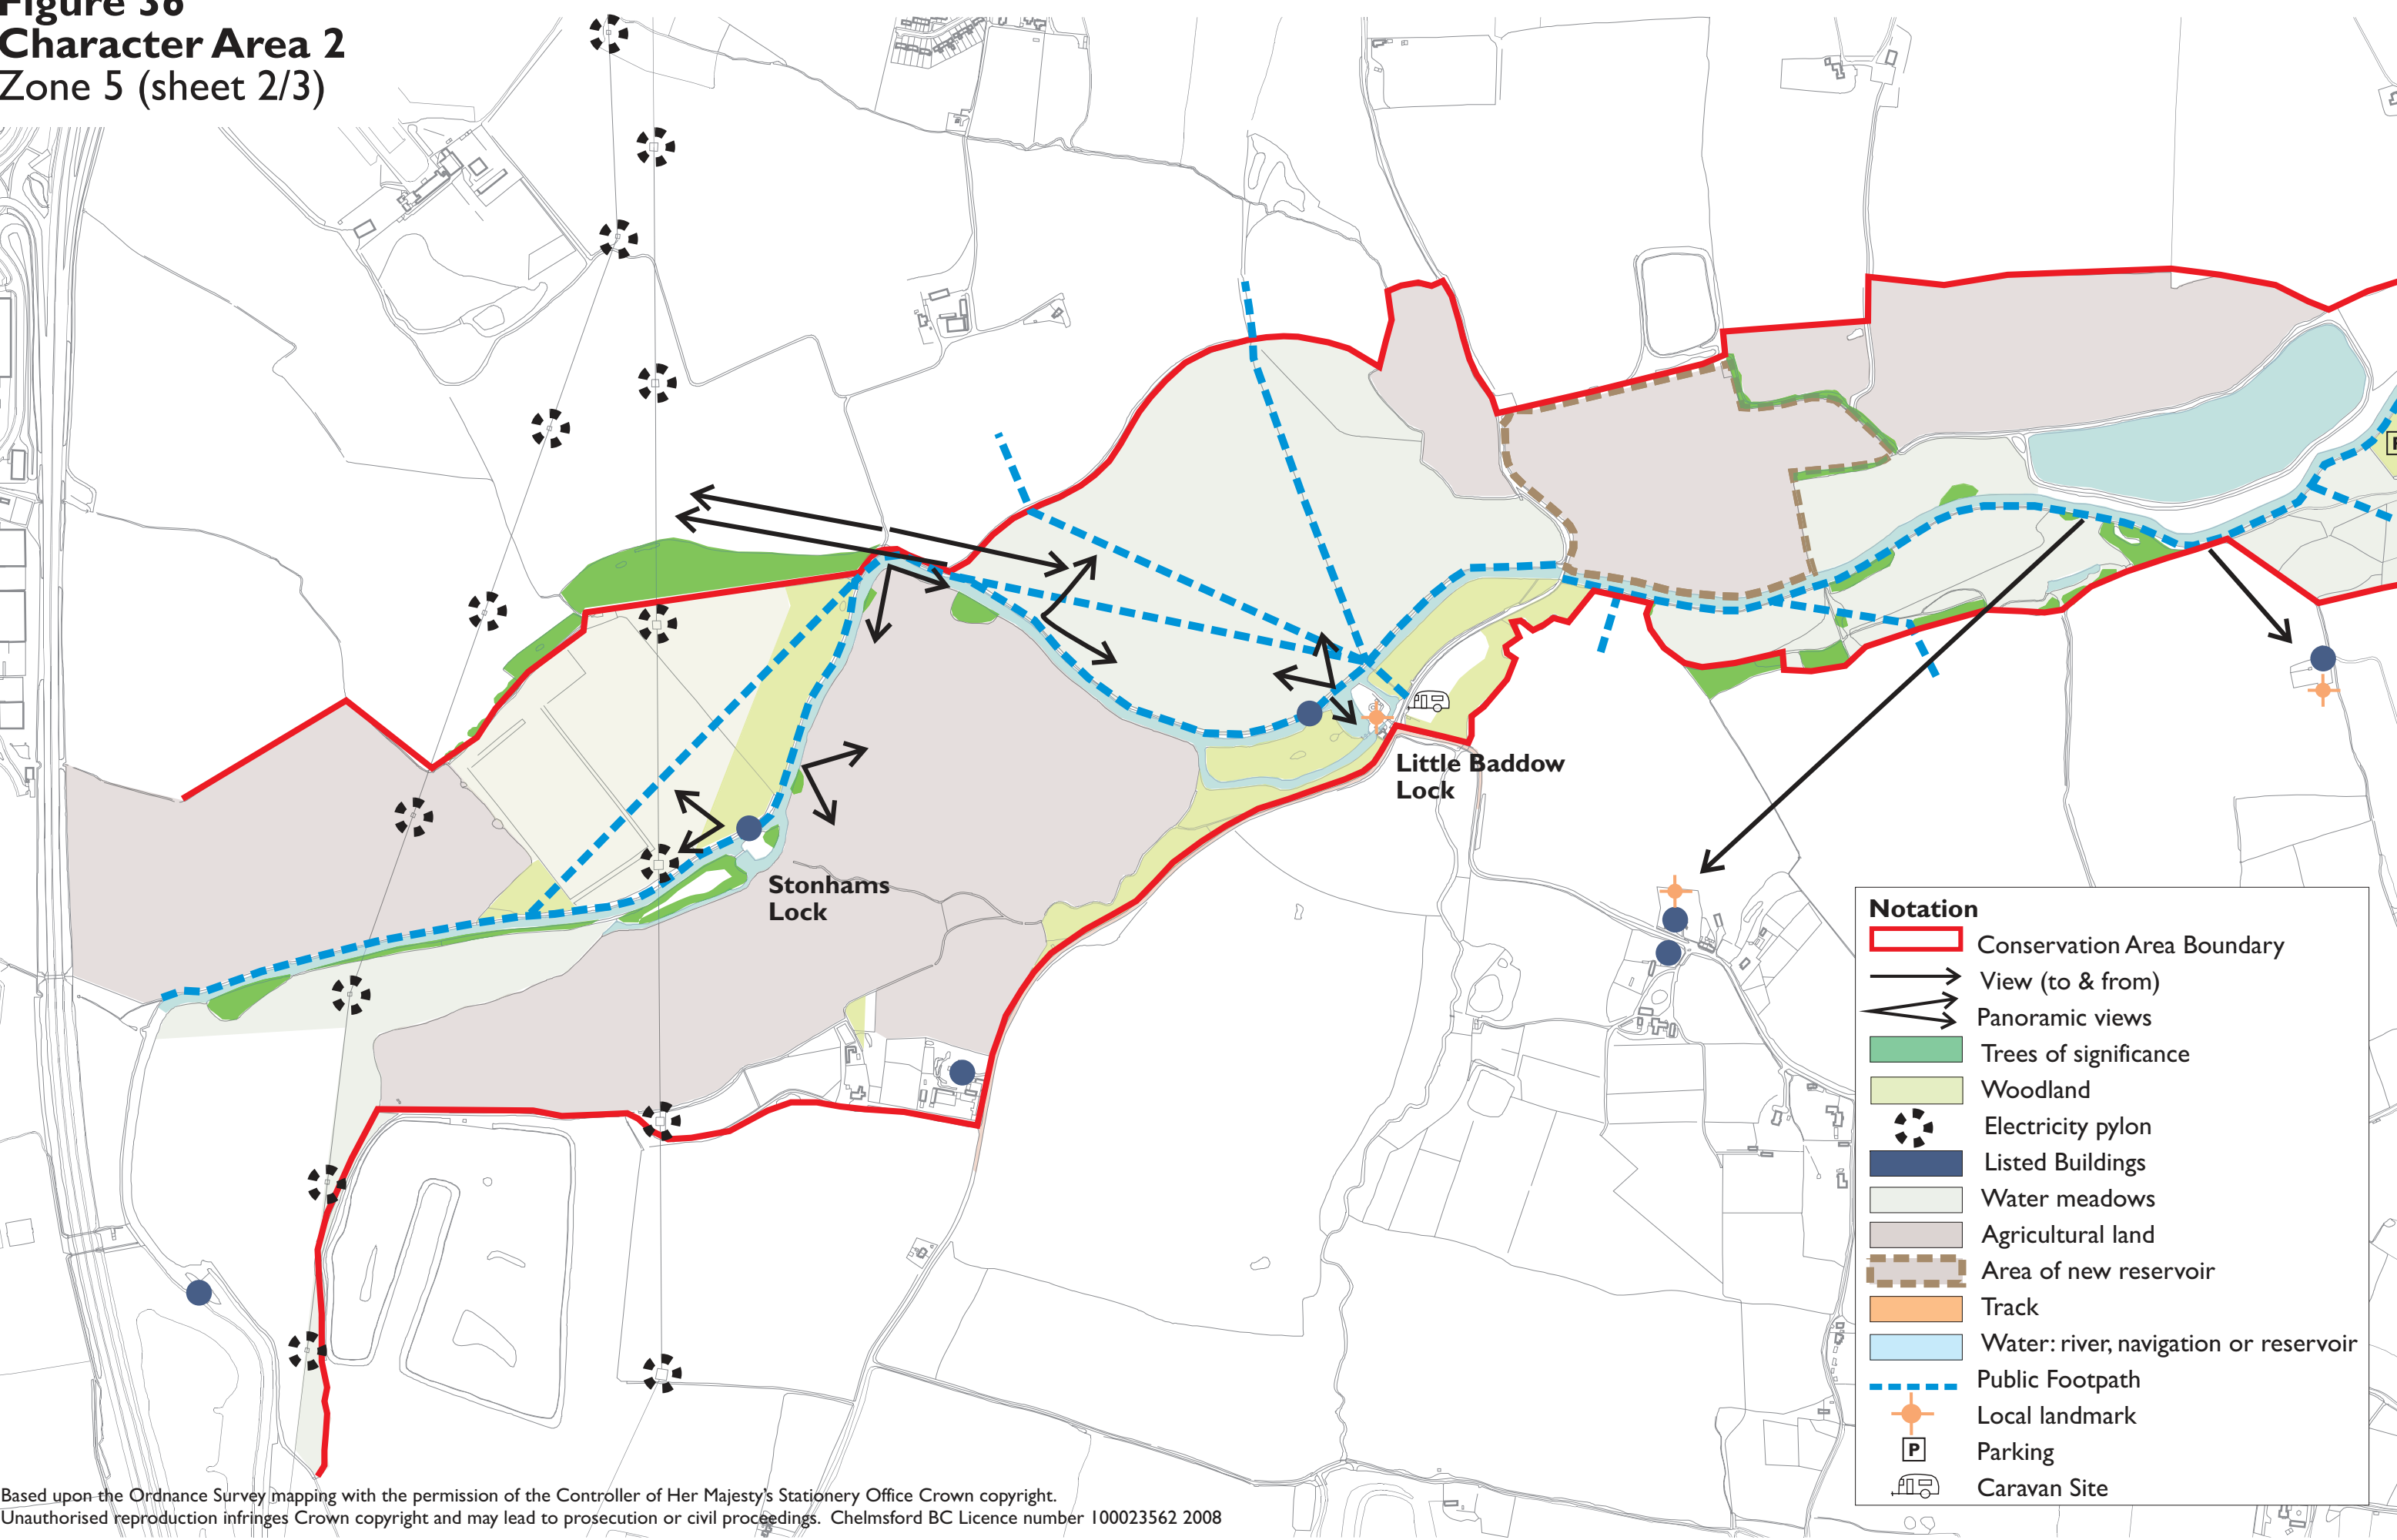 Figure 36
Character Area 2
Zone 5 (sheet 2/3)
P
Little Baddow
Lock
Stonhams
Lock
Notation
Conservation Area Boundary
View (to & from)
Panoramic views
Trees of significance
Woodland
Electricity pylon
Listed Buildings
Water meadows
Agricultural land
Area of new reservoir
Track
Water: river, navigation or reservoir
Public Footpath
Local landmark
P Parking
Caravan Site
Based upon the Ordnance Survey mapping with the permission of the Controller of Her Majesty's Stationery Office Crown copyright.
Unauthorised reproduction infringes Crown copyright and may lead to prosecution or civil proceedings.  Chelmsford BC Licence number 100023562 2008